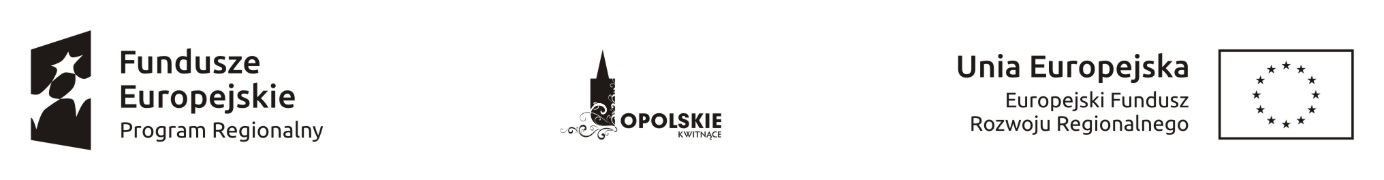 Fundusze
Europejskie
Program Regionalny
OPOLSKIE
KWITNĄCE
Unia Europejska
Europejski Fundusz
Rozwoju Regionalnego